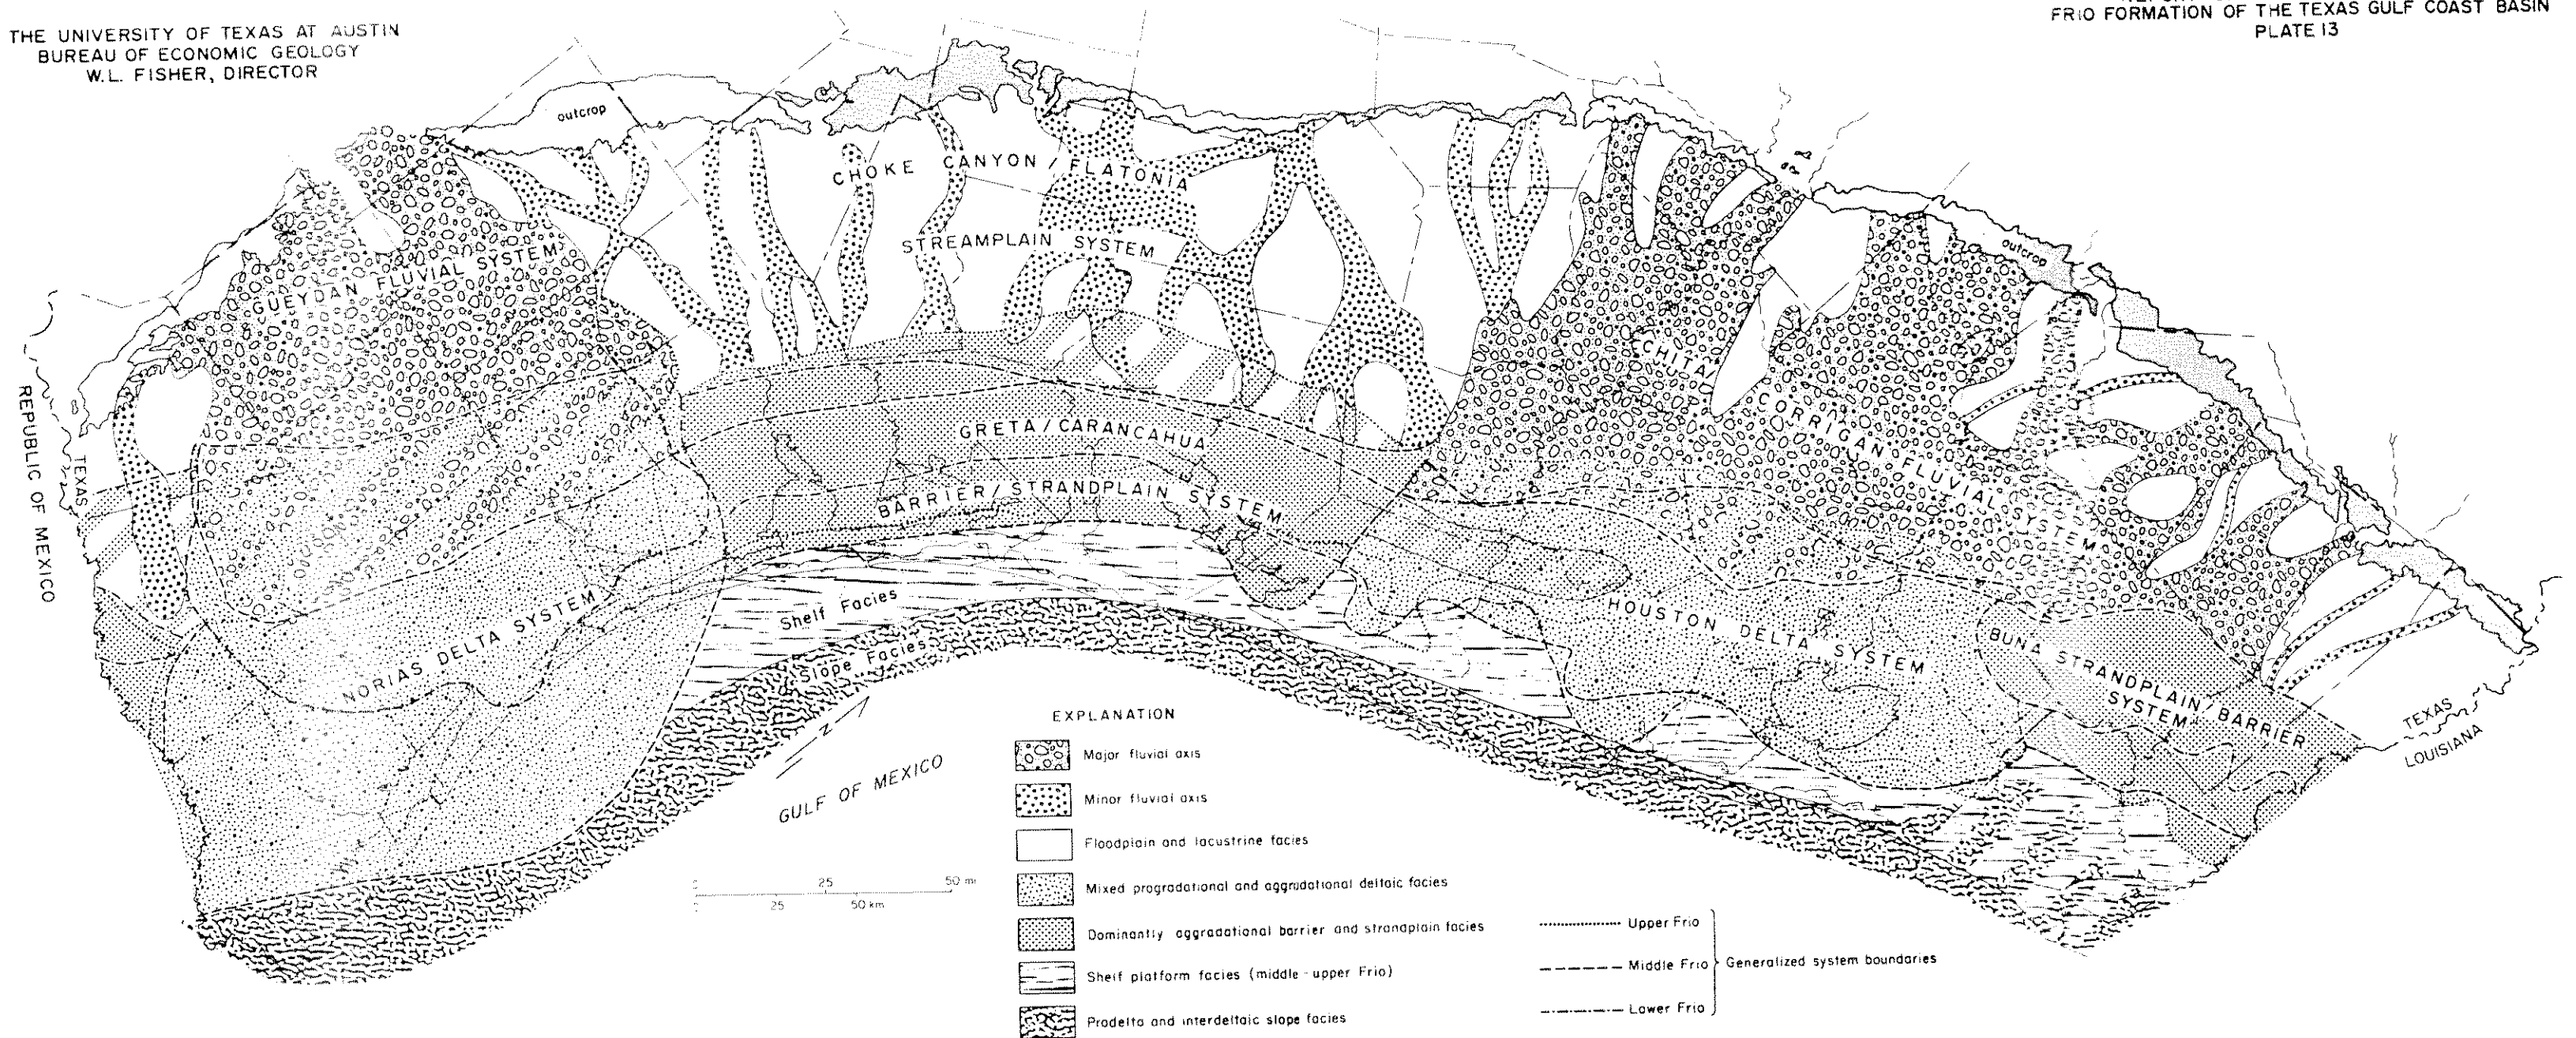 THE UNIVERSITY OF TEXAS AT AUSTIN
BUREAU OF ECONOMIC GEOLOGY
W.L. FISHER, DIRECTOR
FRIO FORMATION OF THE TEXAS GULF COAST BASIN
PLATE 13
outcrop
CHOKE CANYON / FLATONIA
STREAMPLAIN SYSTEM
GUEYDAN FLUVIAL SYSTEM
outcrop
CHITA / CORRIGAN FLUVIAL SYSTEM
REPUBLIC OF MEXICO
TEXAS
GRETA / CARANCAHUA
BARRIER / STRANDPLAIN SYSTEM
NORIAS DELTA SYSTEM
Shelf Facies
Slope Facies
HOUSTON DELTA SYSTEM
BUNA STRANDPLAIN / BARRIER
SYSTEM
TEXAS
LOUISIANA
N
GULF OF MEXICO
25 50 mi
25 50 km
EXPLANATION
Major fluvial axis
Minor fluvial axis
Floodplain and lacustrine facies
Mixed progradational and aggradational deltaic facies
Dominantly aggradational barrier and strandplain facies
Shelf platform facies (middle-upper Frio)
Prodelta and interdeltaic slope facies
Upper Frio
Middle Frio
Lower Frio
Generalized system boundaries